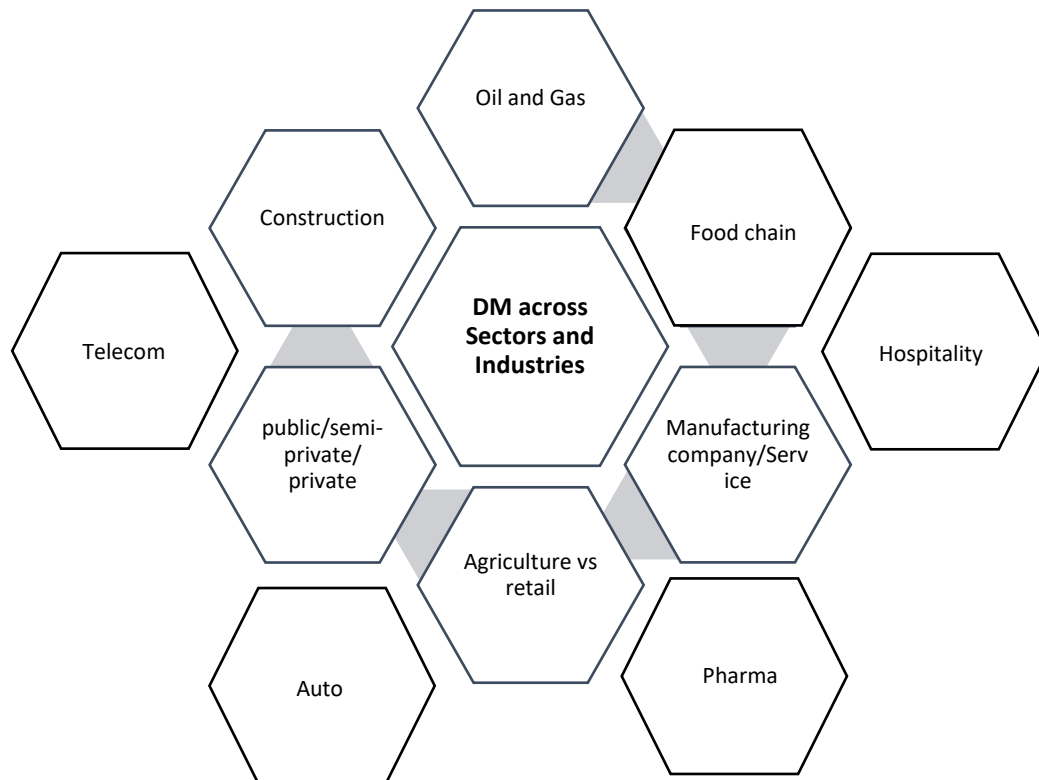 Oil and Gas
Construction
Food chain
DM across
Sectors and
Industries
Telecom
Hospitality
public/semi-
private/
private
Manufacturing
company/Serv
ice
Agriculture vs
retail
Auto
Pharma